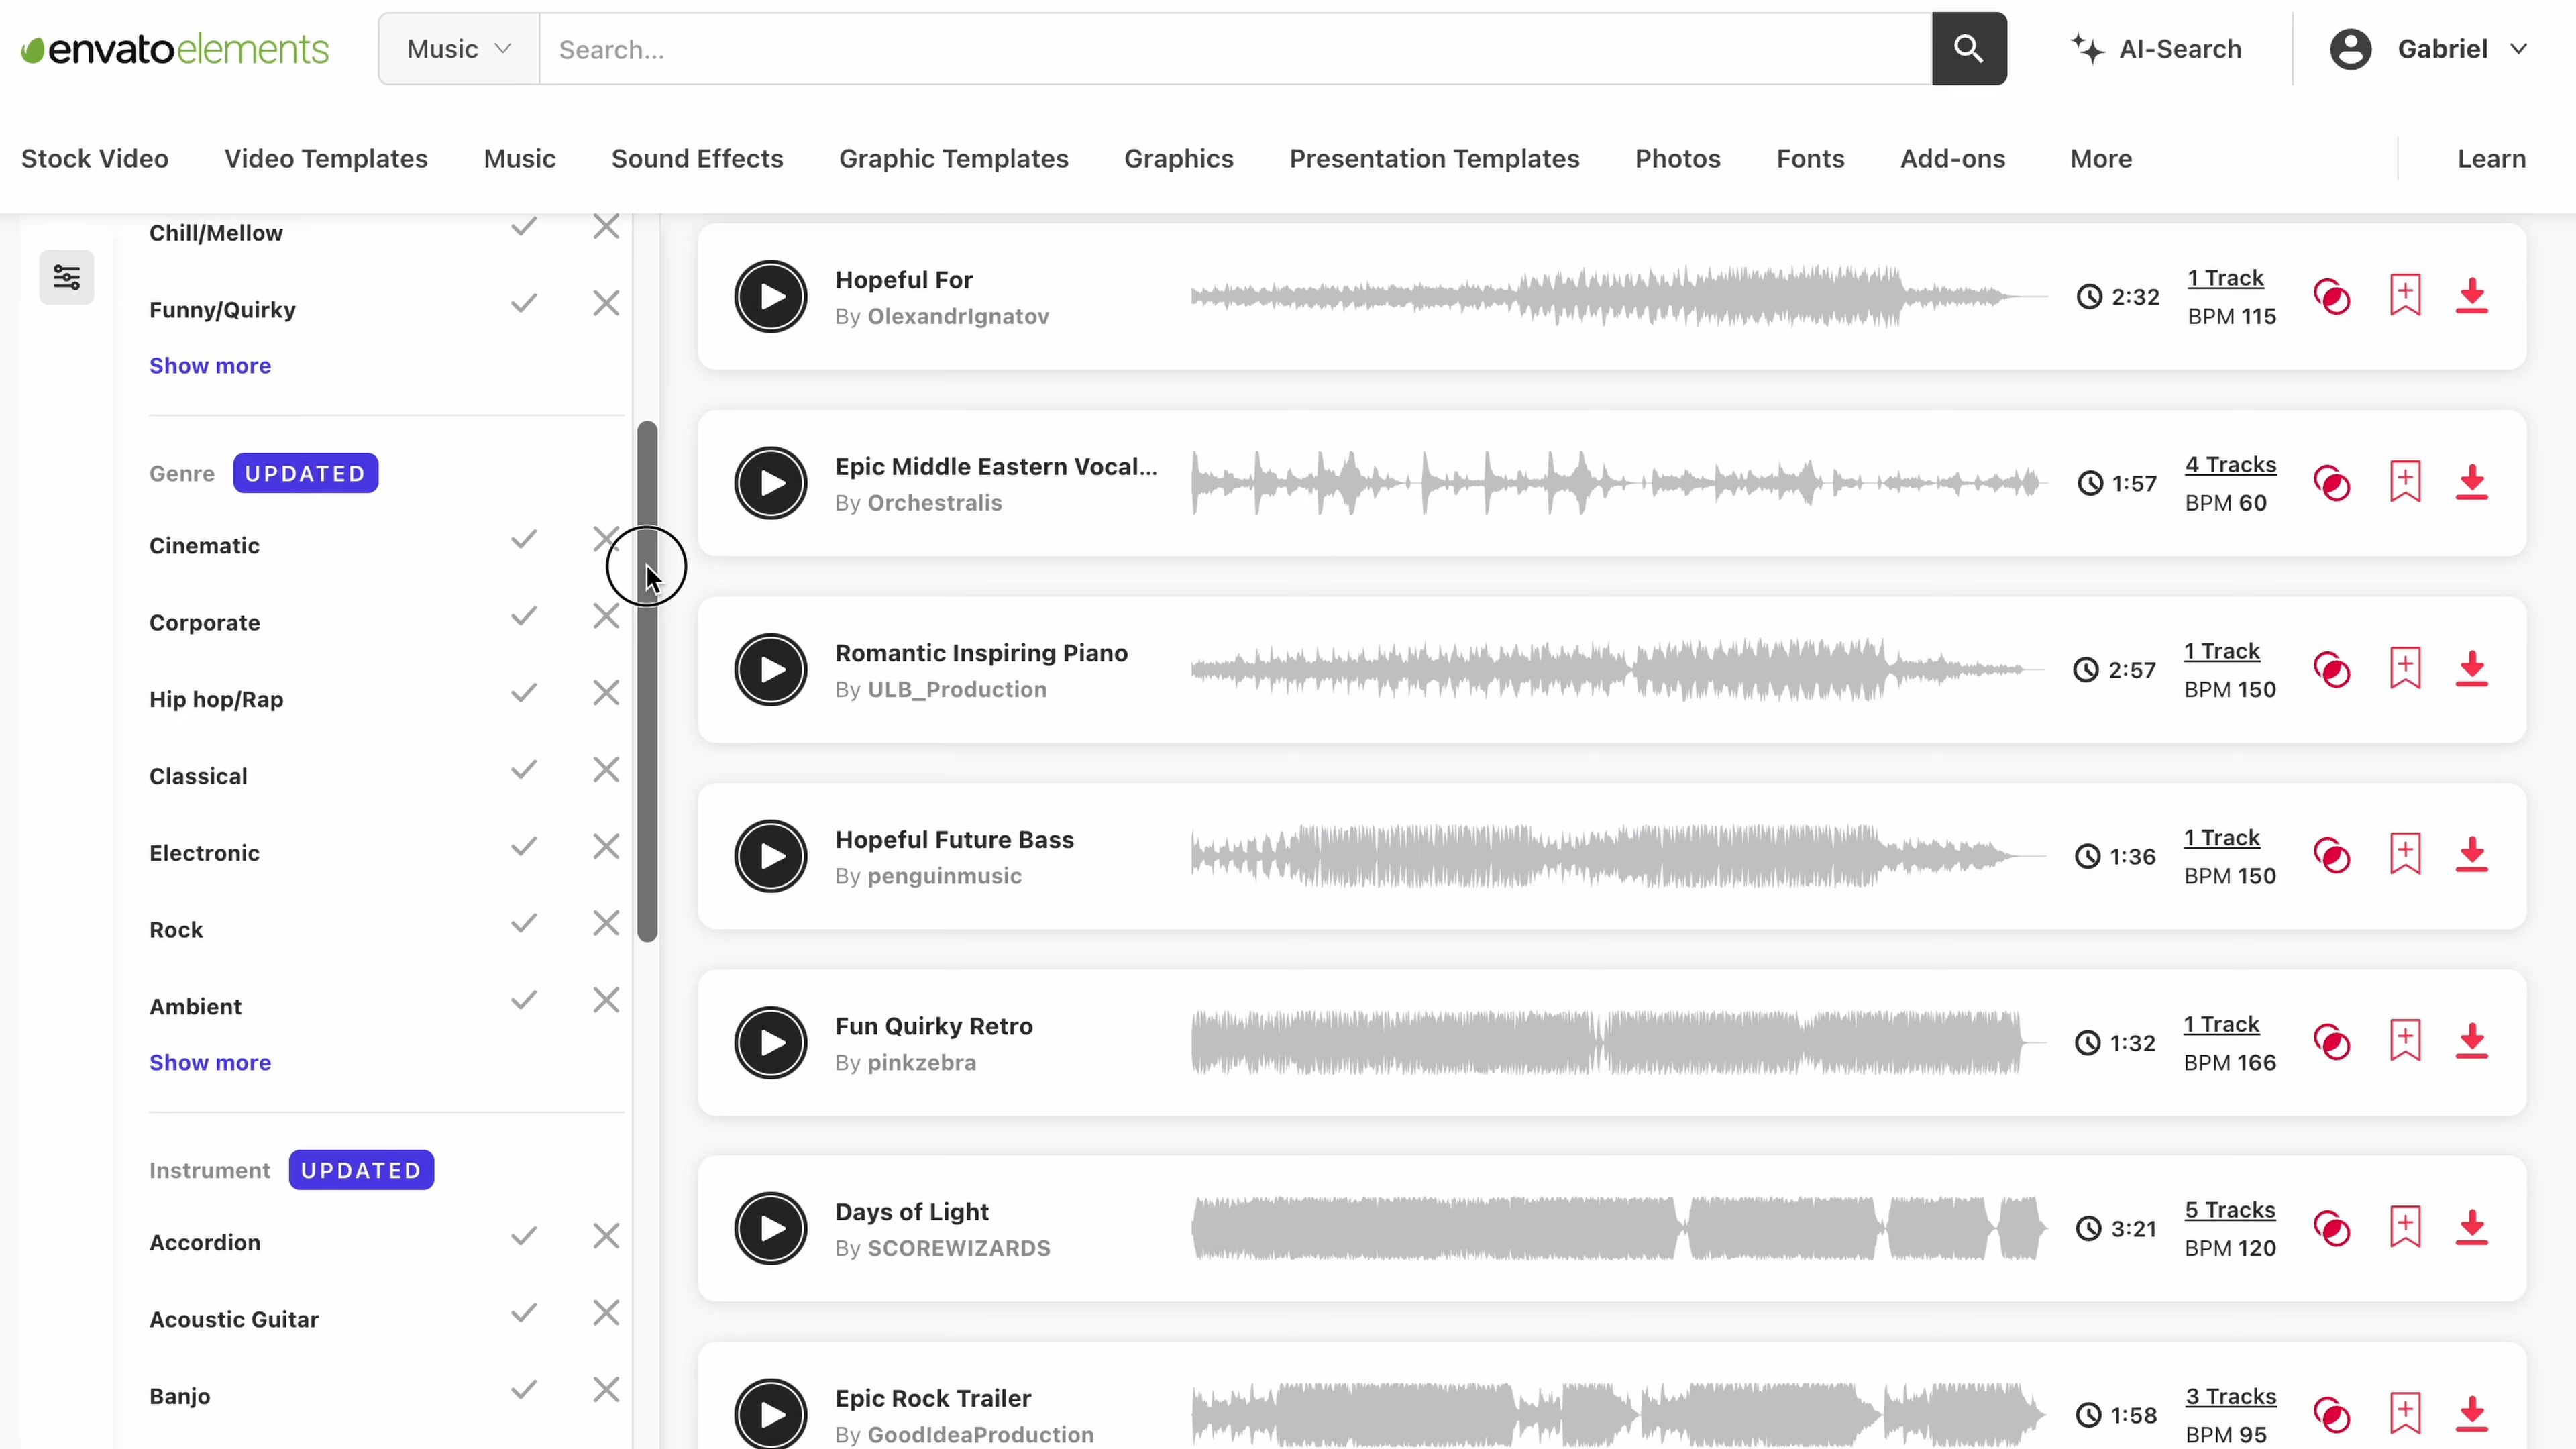 envatoelements
Music
Search...
AI-Search
Gabriel
Stock Video
Video Templates
Music
Sound Effects
Graphic Templates
Graphics
Presentation Templates
Photos
Fonts
Add-ons
More
Learn
Chill/Mellow
Funny/Quirky
Show more
Genre UPDATED
Cinematic
Corporate
Hip hop/Rap
Classical
Electronic
Rock
Ambient
Show more
Instrument UPDATED
Accordion
Acoustic Guitar
Banjo
Hopeful For
By OlexandrIgnatov
2:32
1 Track
BPM 115
Epic Middle Eastern Vocal...
By Orchestralis
1:57
4 Tracks
BPM 60
Romantic Inspiring Piano
By ULB_Production
2:57
1 Track
BPM 150
Hopeful Future Bass
By penguinmusic
1:36
1 Track
BPM 150
Fun Quirky Retro
By pinkzebra
1:32
1 Track
BPM 166
Days of Light
By SCOREWIZARDS
3:21
5 Tracks
BPM 120
Epic Rock Trailer
By GoodIdeaProduction
1:58
3 Tracks
BPM 95